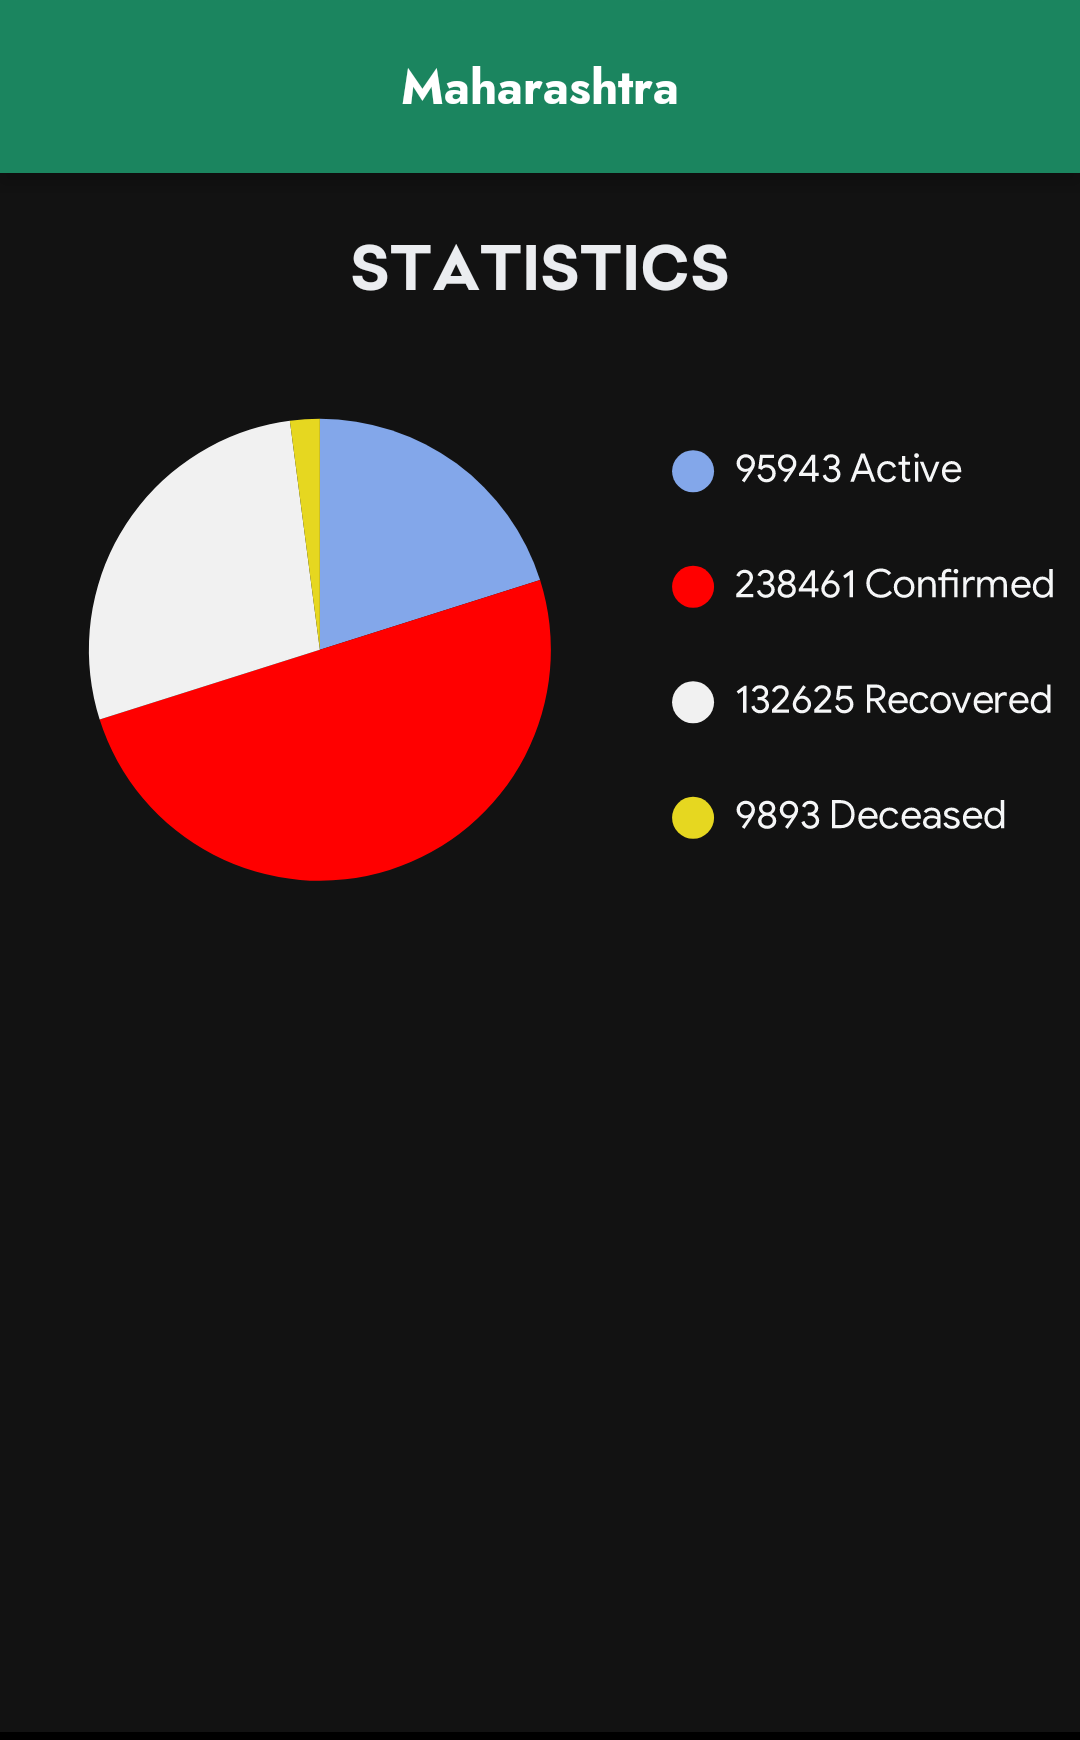 Maharashtra
STATISTICS
95943 Active
238461 Confirmed
132625 Recovered
9893 Deceased